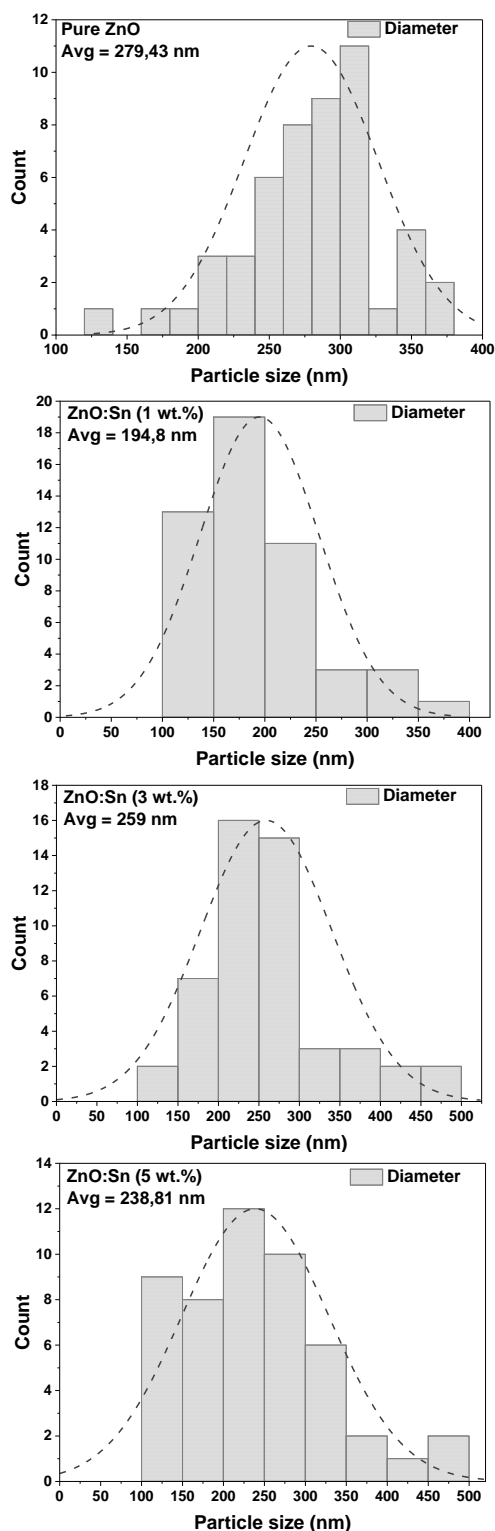 Pure ZnO
Avg = 279,43 nm
Diameter
12
10
8
6
4
2
0
Count
100 150 200 250 300 350 400
Particle size (nm)
ZnO:Sn (1 wt.%)
Avg = 194,8 nm
Diameter
20
18
16
14
12
10
8
6
4
2
0
Count
0 50 100 150 200 250 300 350 400
Particle size (nm)
ZnO:Sn (3 wt.%)
Avg = 259 nm
Diameter
16
14
12
10
8
6
4
2
0
Count
0 50 100 150 200 250 300 350 400 450 500
Particle size (nm)
ZnO:Sn (5 wt.%)
Avg = 238,81 nm
Diameter
14
12
10
8
6
4
2
0
Count
0 50 100 150 200 250 300 350 400 450 500
Particle size (nm)